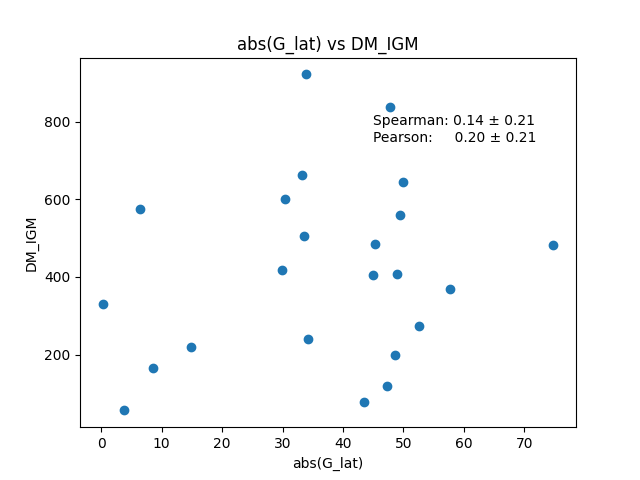 abs(G_lat) vs DM_IGM
Spearman: 0.14 ± 0.21
Pearson: 0.20 ± 0.21
DM_IGM
800
600
400
200
0 10 20 30 40 50 60 70
abs(G_lat)